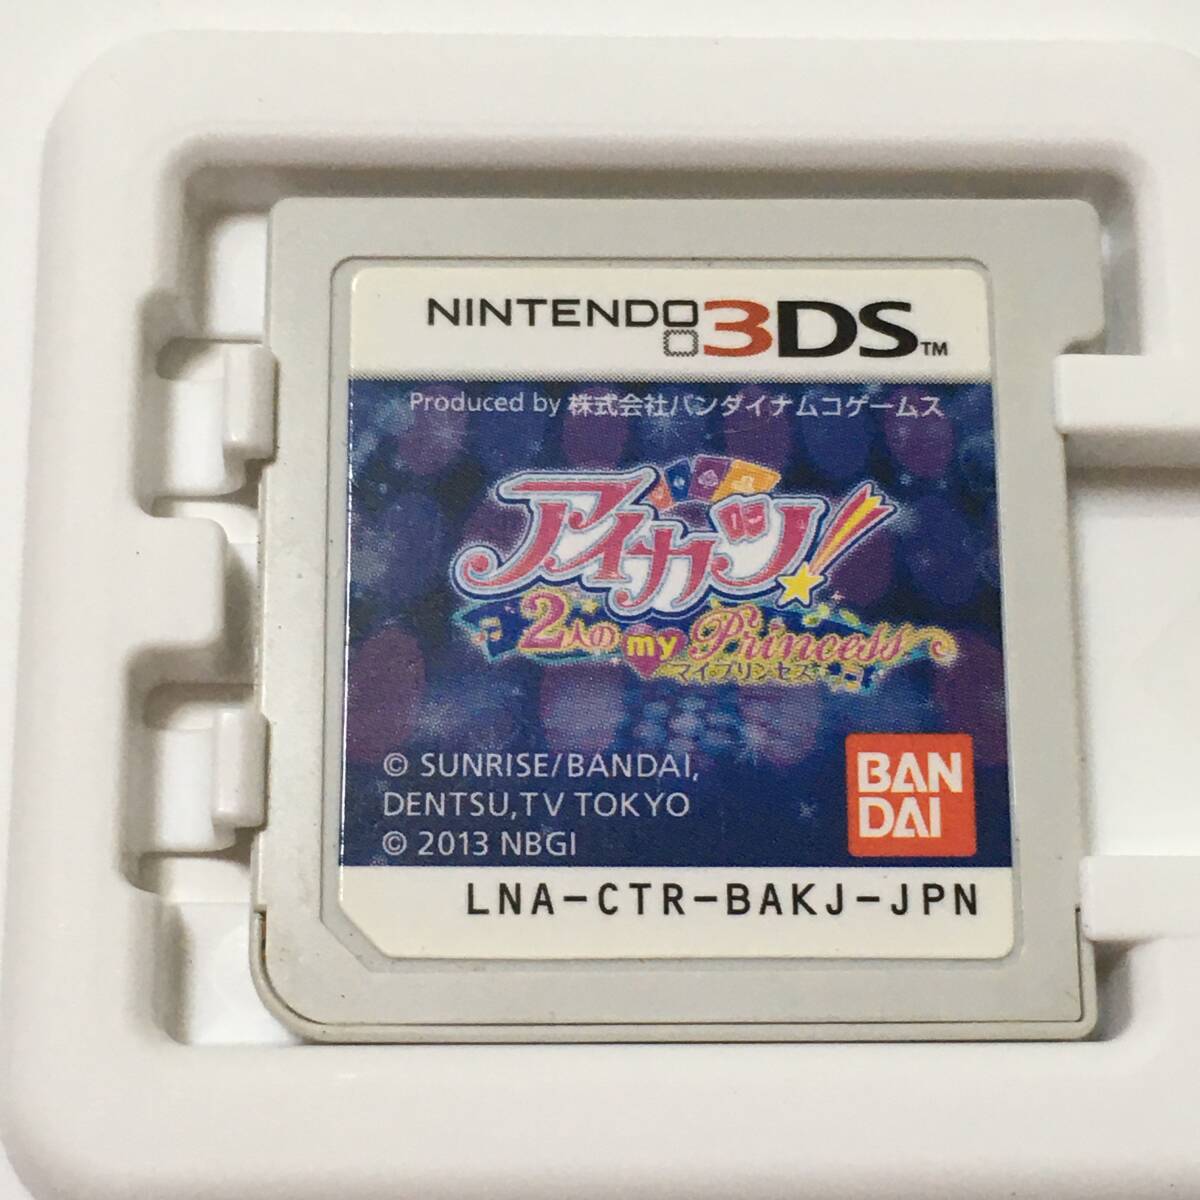 NINTENDO 3DS™
Produced by 株式会社バンダイナムコゲームス
アイカツ!
2人のmy Princess
マイ・プリンセス
© SUNRISE/BANDAI,
DENTSU,TV TOKYO
© 2013 NBGI
BAN
DAI
LNA-CTR-BAKJ-JPN